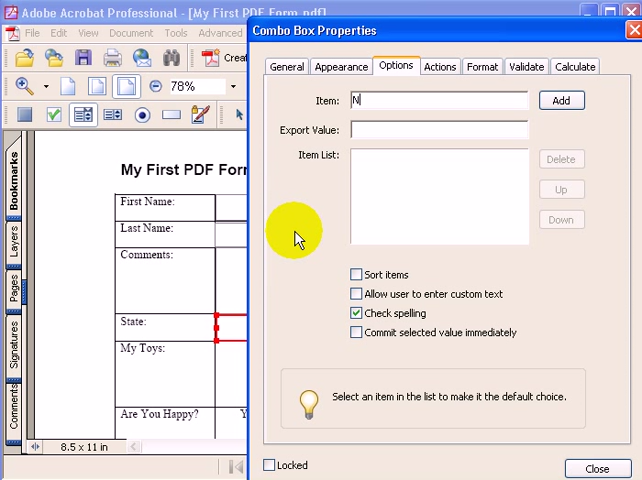 Adobe Acrobat Professional - [My First PDF Form.pdf]
Combo Box Properties
File Edit View Document Tools
Creat
78%
General Appearance Options Actions Format Validate Calculate
Item: N Add
Export Value:
Item List:
Delete
Up
Down
Sort items
Allow user to enter custom text
Check spelling
Commit selected value immediately
Select an item in the list to make it the default choice.
Locked
Close
Bookmarks
Layers
Pages
Signatures
Comments
My First PDF Form
First Name:
Last Name:
Comments:
State:
My Toys:
Are You Happy? Y
8.5 x 11 in